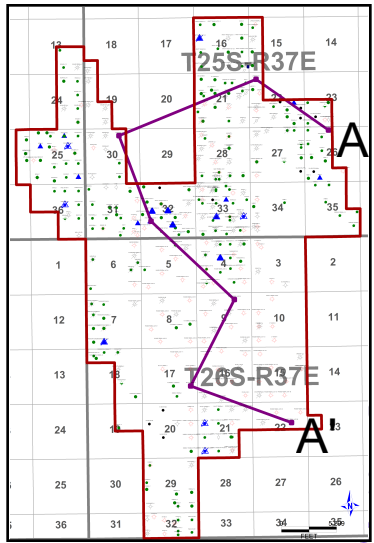 13 18 17 16 15 14
T25S-R37E
24 19 20 21 22 23
A
25 30 29 28 27 26
36 31 32 33 34 35
1 6 5 4 3 2
12 7 8 9 10 11
13 18 17 16 14
T26S-R37E
24 19 20 21 22 23
A'
25 30 29 28 27 26
36 31 32 33 34 35
N
0
FEET